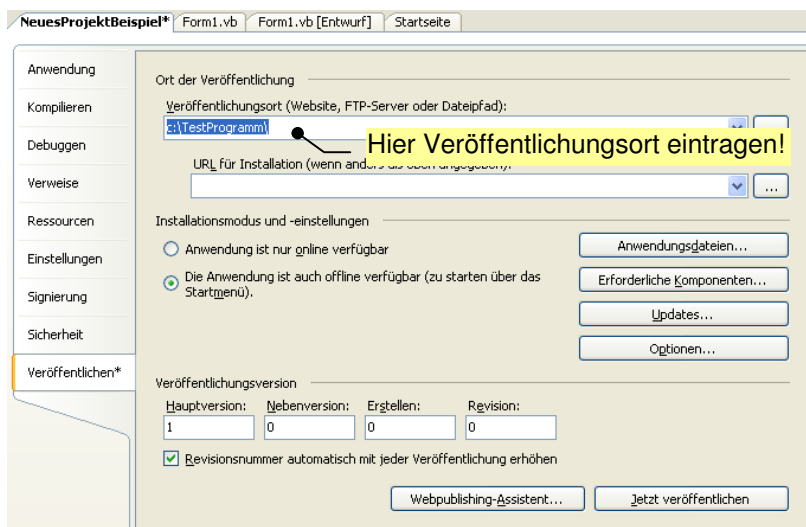 NeuesProjektBeispiel* Form1.vb Form1.vb [Entwurf] Startseite
Anwendung
Kompilieren
Debuggen
Verweise
Ressourcen
Einstellungen
Signierung
Sicherheit
Veröffentlichen*
Ort der Veröffentlichung
Veröffentlichungsort (Website, FTP-Server oder Dateipfad):
c:\TestProgramm\
Hier Veröffentlichungsort eintragen!
URL für Installation (wenn anders als oben angegeben):
...
Installationsmodus und -einstellungen
Anwendung ist nur online verfügbar
Die Anwendung ist auch offline verfügbar (zu starten über das
Startmenü).
Anwendungsdateien...
Erforderliche Komponenten...
Updates...
Optionen...
Veröffentlichungsversion
Hauptversion: Nebenversion: Erstellen: Revision:
1 0 0 0
Revisionsnummer automatisch mit jeder Veröffentlichung erhöhen
Webpublishing-Assistent... Jetzt veröffentlichen